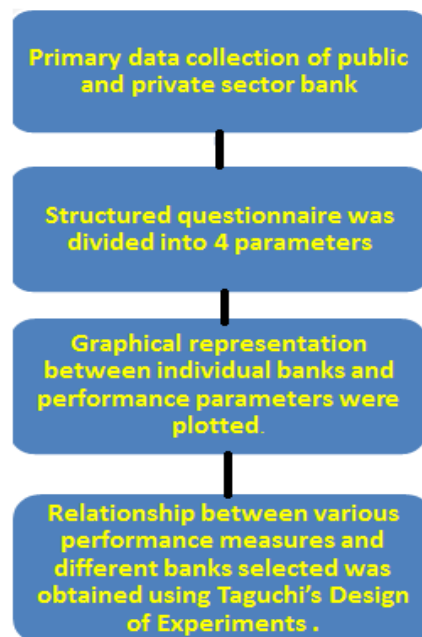 Primary data collection of public
and private sector bank
Structured questionnaire was
divided into 4 parameters
Graphical representation
between individual banks and
performance parameters were
plotted.
Relationship between various
performance measures and
different banks selected was
obtained using Taguchi's Design
of Experiments .